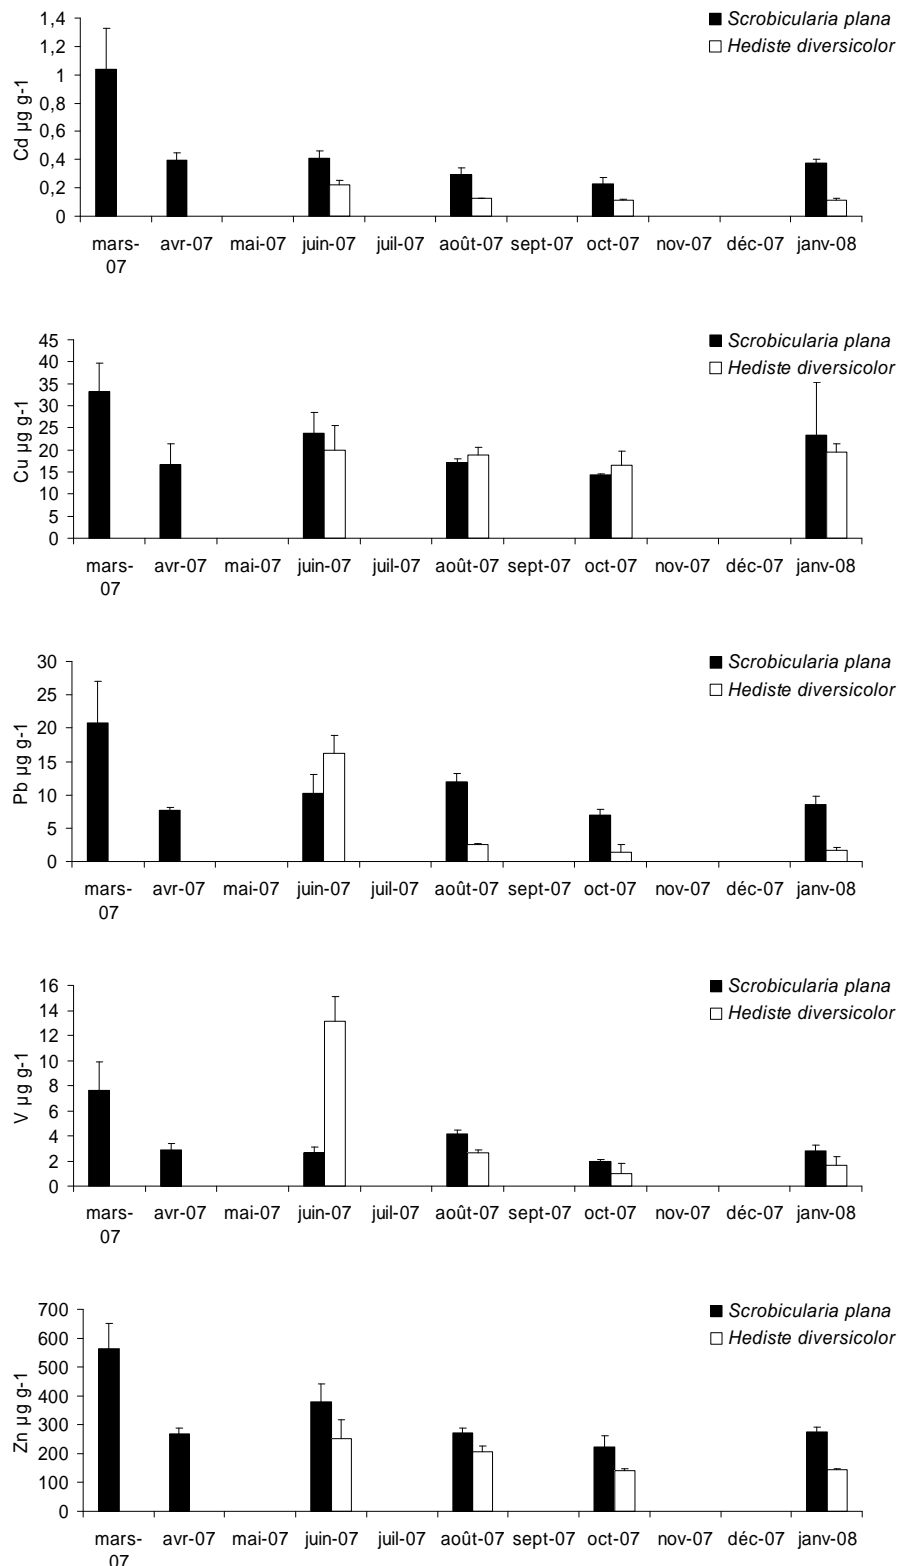 Scrobicularia plana
Hediste diversicolor
Cd µg g-1
1,4
1,2
1
0,8
0,6
0,4
0,2
0
mars-07 avr-07 mai-07 juin-07 juil-07 août-07 sept-07 oct-07 nov-07 déc-07 janv-08
Scrobicularia plana
Hediste diversicolor
Cu µg g-1
45
40
35
30
25
20
15
10
5
0
mars-07 avr-07 mai-07 juin-07 juil-07 août-07 sept-07 oct-07 nov-07 déc-07 janv-08
Scrobicularia plana
Hediste diversicolor
Pb µg g-1
30
25
20
15
10
5
0
mars-07 avr-07 mai-07 juin-07 juil-07 août-07 sept-07 oct-07 nov-07 déc-07 janv-08
Scrobicularia plana
Hediste diversicolor
V µg g-1
16
14
12
10
8
6
4
2
0
mars-07 avr-07 mai-07 juin-07 juil-07 août-07 sept-07 oct-07 nov-07 déc-07 janv-08
Scrobicularia plana
Hediste diversicolor
Zn µg g-1
700
600
500
400
300
200
100
0
mars-07 avr-07 mai-07 juin-07 juil-07 août-07 sept-07 oct-07 nov-07 déc-07 janv-08